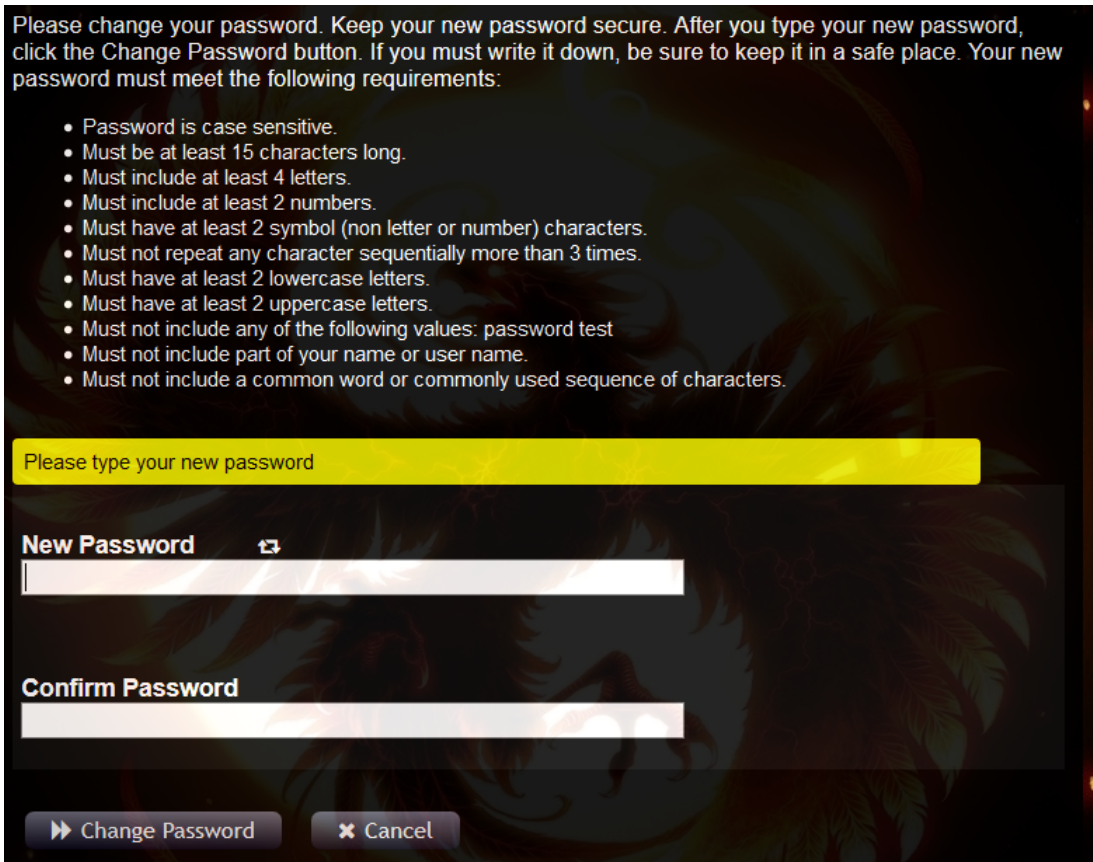 Please change your password. Keep your new password secure. After you type your new password,
click the Change Password button. If you must write it down, be sure to keep it in a safe place. Your new
password must meet the following requirements:
Password is case sensitive.
Must be at least 15 characters long.
Must include at least 4 letters.
Must include at least 2 numbers.
Must have at least 2 symbol (non letter or number) characters.
Must not repeat any character sequentially more than 3 times.
Must have at least 2 lowercase letters.
Must have at least 2 uppercase letters.
Must not include any of the following values: password test
Must not include part of your name or user name.
Must not include a common word or commonly used sequence of characters.
Please type your new password
New Password
Confirm Password
Change Password Cancel